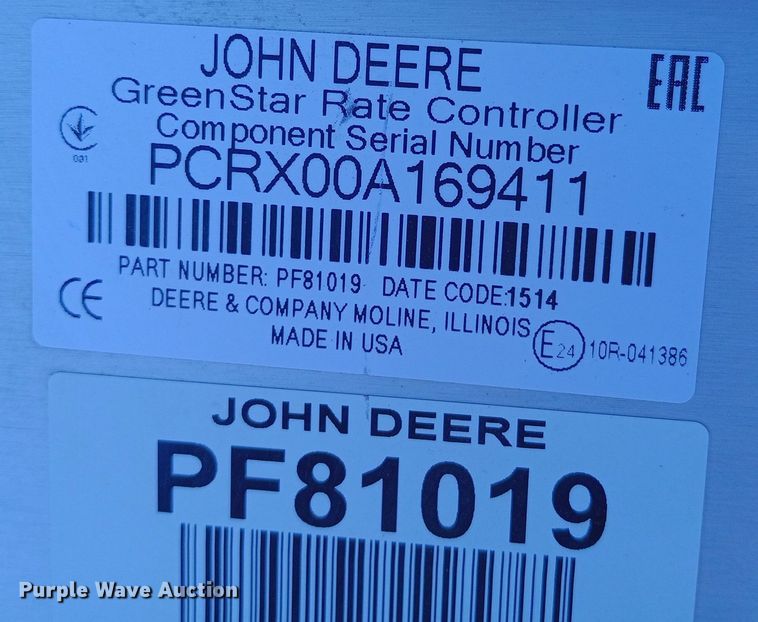 JOHN DEERE
EAC
GreenStar Rate Controller
Component Serial Number
001
PCRX00A169411
PART NUMBER: PF81019 DATE CODE:1514
CE
DEERE & COMPANY MOLINE, ILLINOIS
MADE IN USA
E24 10R-041386
JOHN DEERE
PF81019
Purple Wave Auction